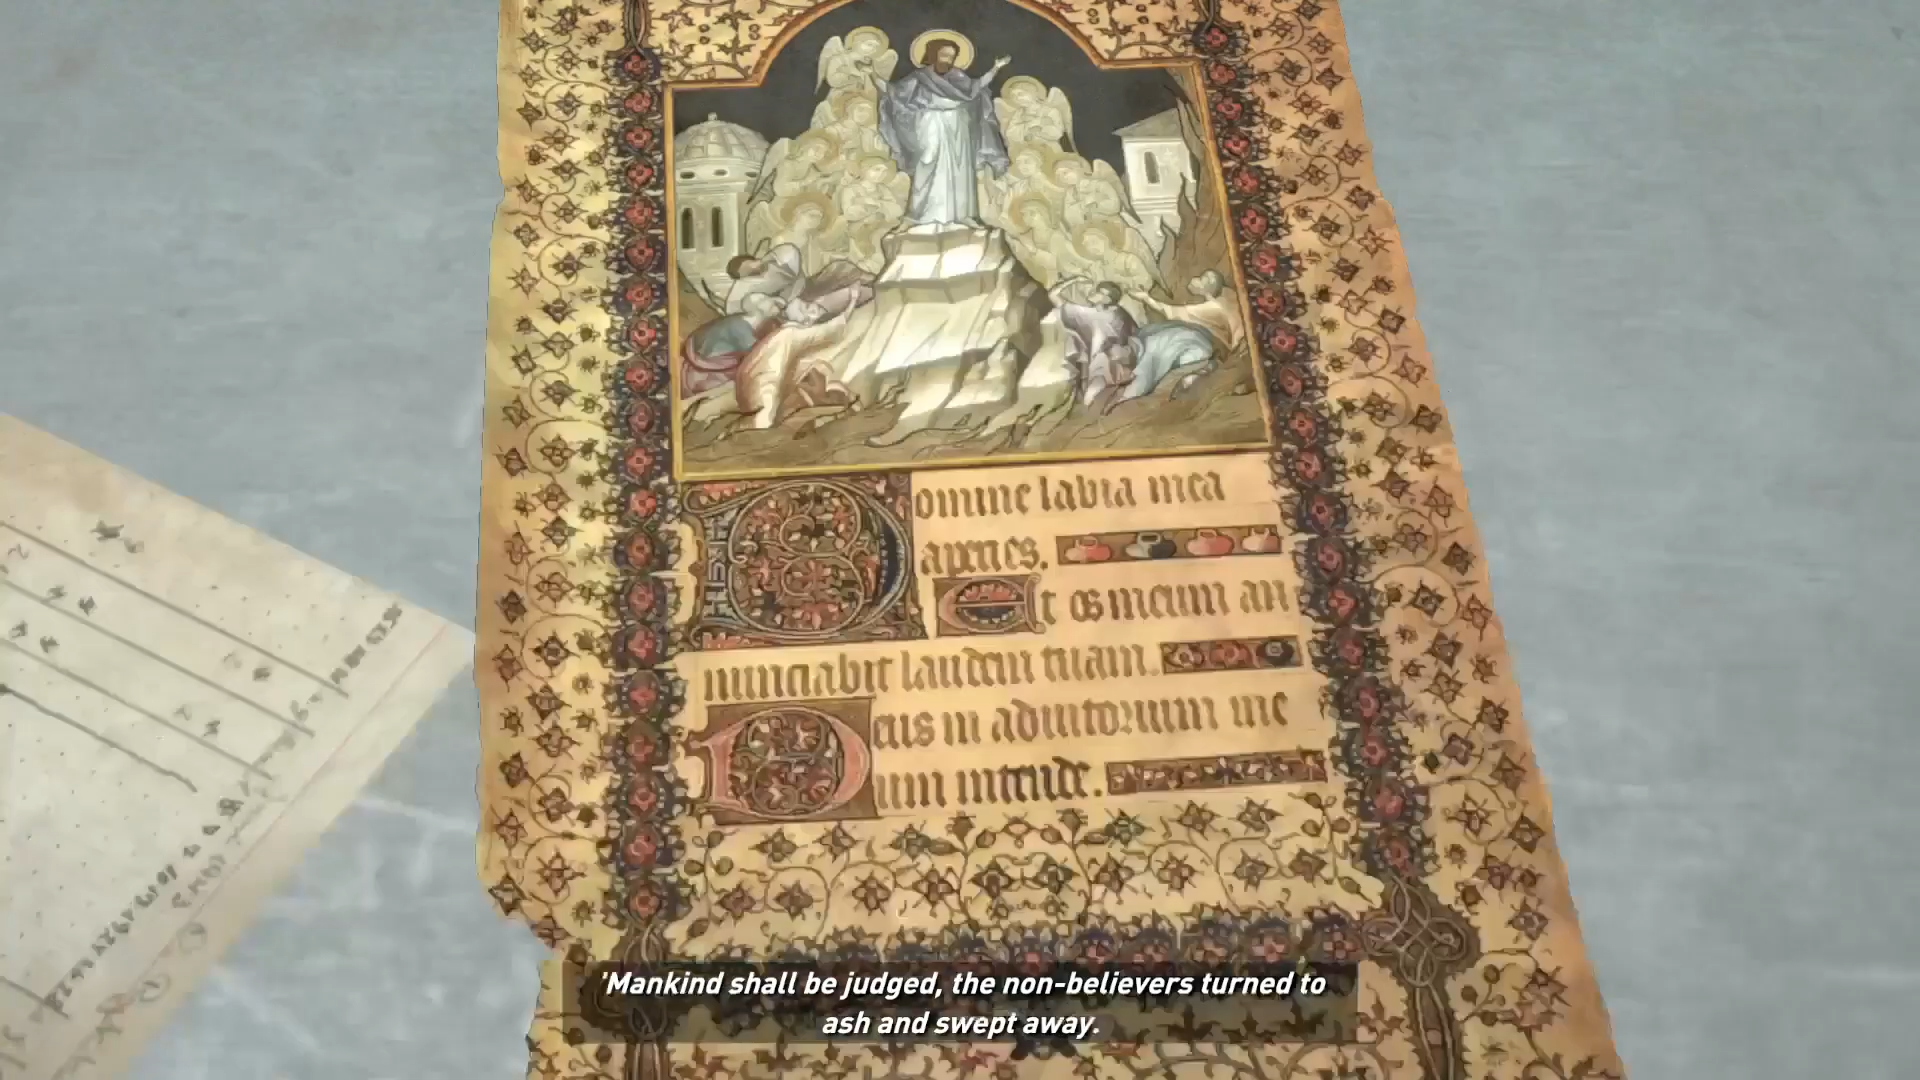 Domine labia mea
aperies.
Et os meum an
nunciabit laudem tuam.
Deus in adiutorium me
um intende.
'Mankind shall be judged, the non-believers turned to
ash and swept away.